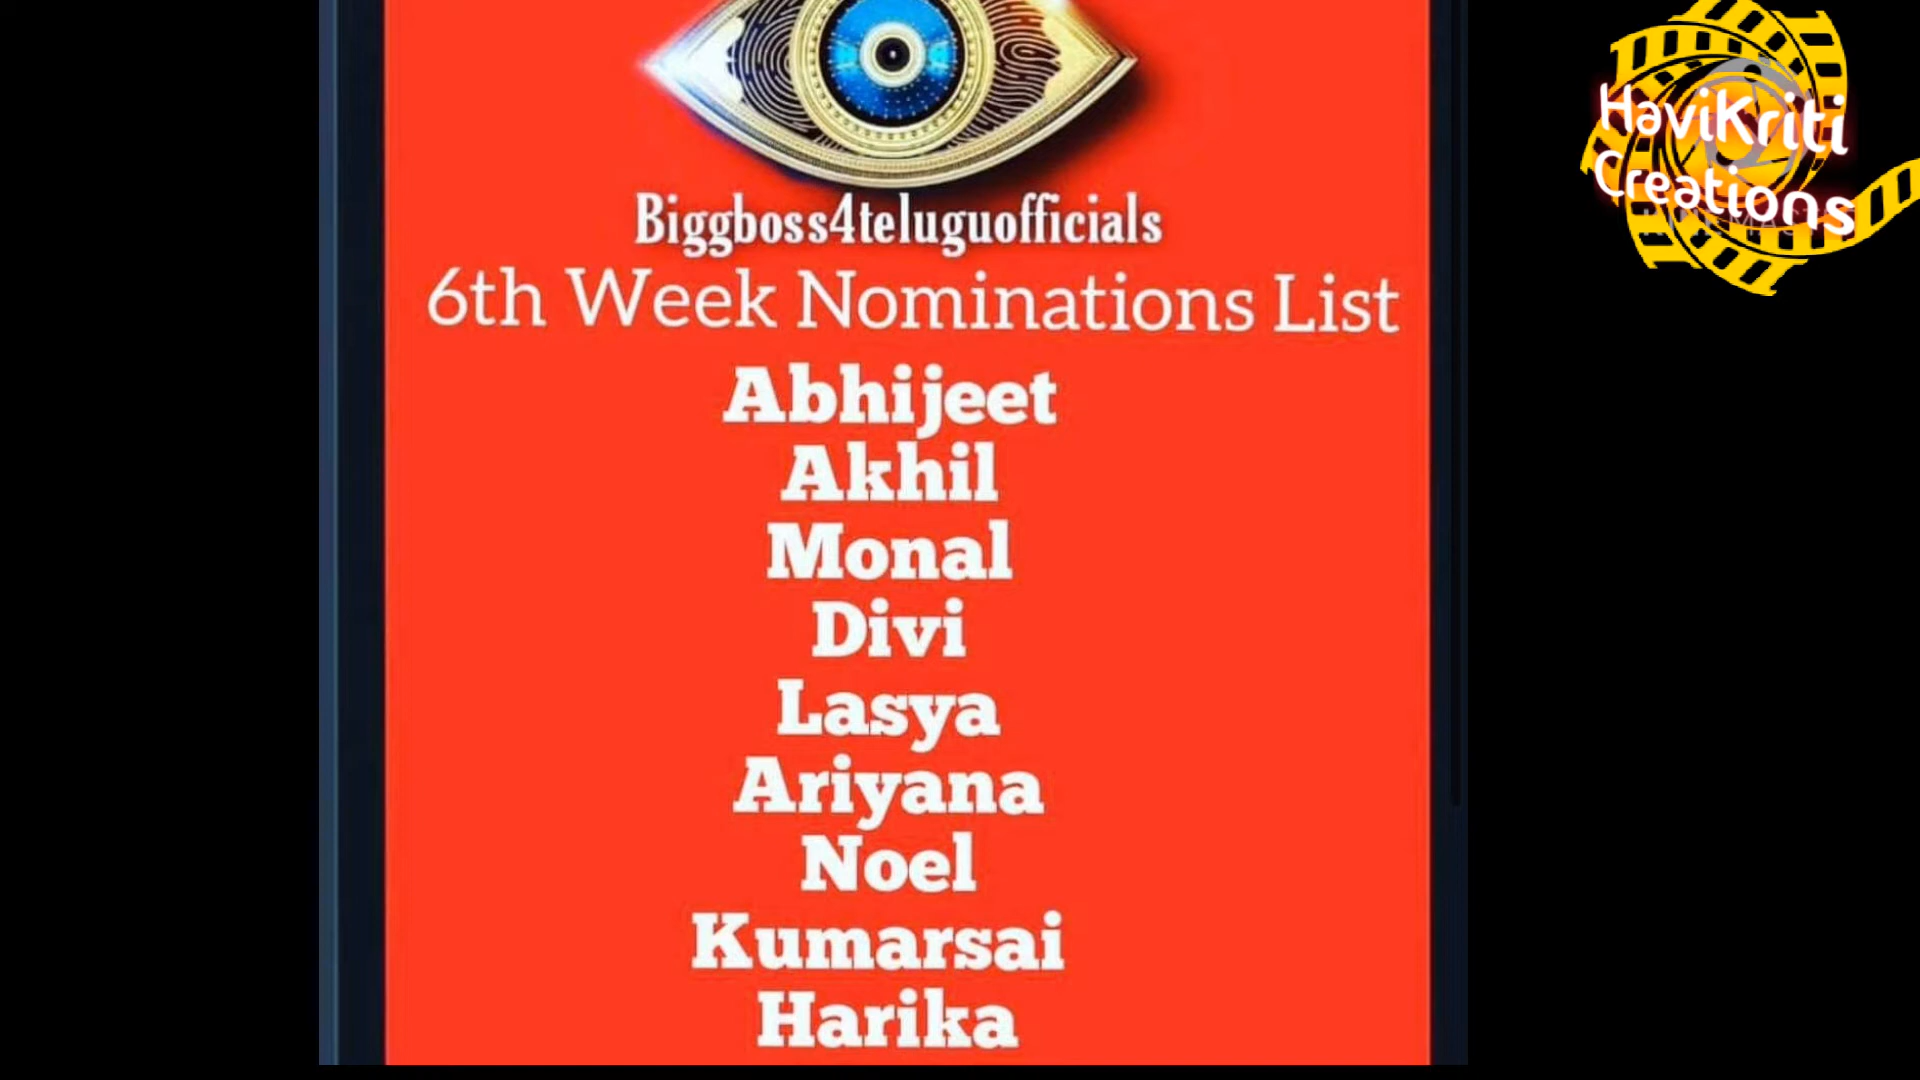 Biggboss4teluguofficials
6th Week Nominations List
Abhijeet
Akhil
Monal
Divi
Lasya
Ariyana
Noel
Kumarsai
Harika
HaviKriti
Creations